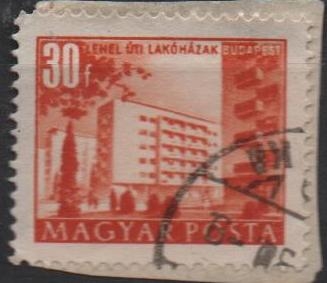 LEHEL ÚTI LAKÓHÁZAK BUDAPEST
30f
MAGYAR POSTA